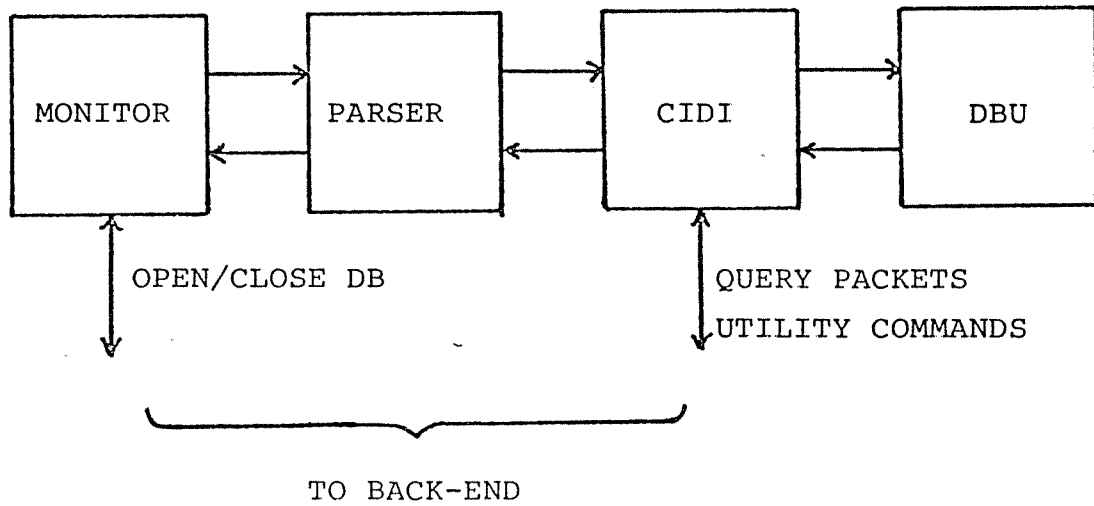 MONITOR
PARSER
CIDI
DBU
OPEN/CLOSE DB
QUERY PACKETS
UTILITY COMMANDS
TO BACK-END